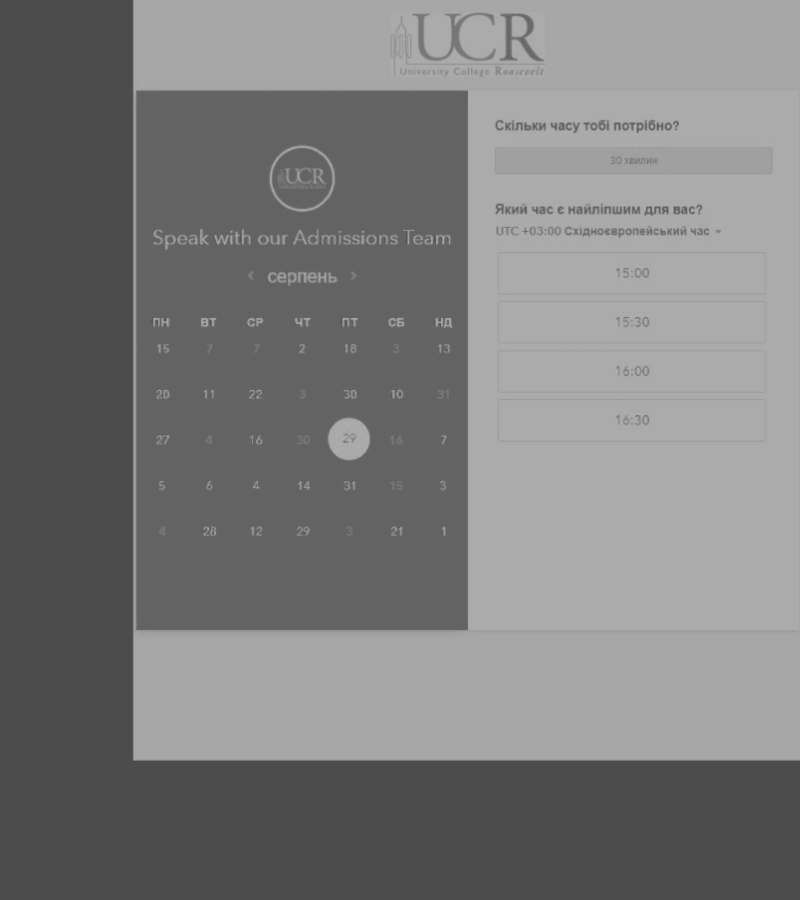 UCR
University College Roosevelt
UCR
Speak with our Admissions Team
серпень
ПН ВТ СР ЧТ ПТ СБ НД
15 7 7 2 18 3 13
20 11 22 3 30 10 31
27 4 16 30 29 16 7
5 6 4 14 31 15 3
4 28 12 29 3 21 1
Скільки часу тобі потрібно?
30 хвилин
Який час є найліпшим для вас?
UTC +03:00 Східноєвропейський час
15:00
15:30
16:00
16:30